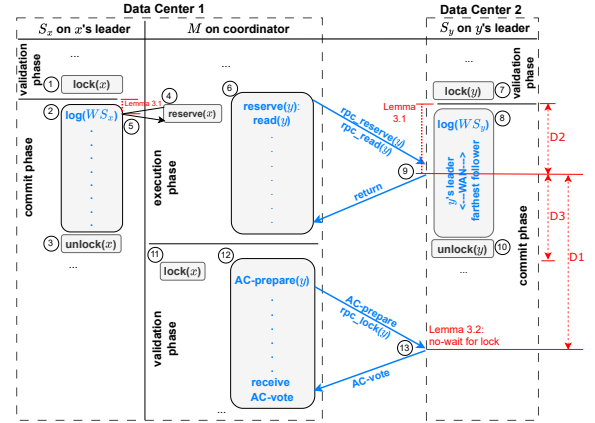 Data Center 1
Data Center 2
Sx on x's leader
M on coordinator
Sy on y's leader
validation phase
...
1
lock(x)
Lemma 3.1
2
log(WSx)
commit phase
3
unlock(x)
...
...
4
reserve(x)
5
execution phase
6
reserve(y):
read(y)
rpc_reserve(y)
rpc_read(y)
return
11
lock(x)
validation phase
12
AC-prepare(y)
receive
AC-vote
...
AC-prepare
rpc_lock(y)
AC-vote
...
7
lock(y)
validation phase
Lemma
3.1
8
log(WSy)
y's leader
<---WAN--->
farthest follower
9
10
unlock(y)
...
commit phase
D2
D3
D1
Lemma 3.2:
no-wait for lock
13